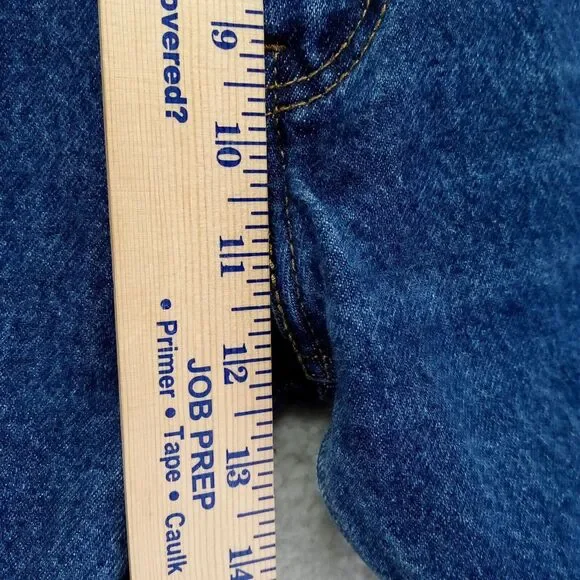 overed?
JOB PREP
• Primer • Tape • Caulk
9
10
11
12
13
14